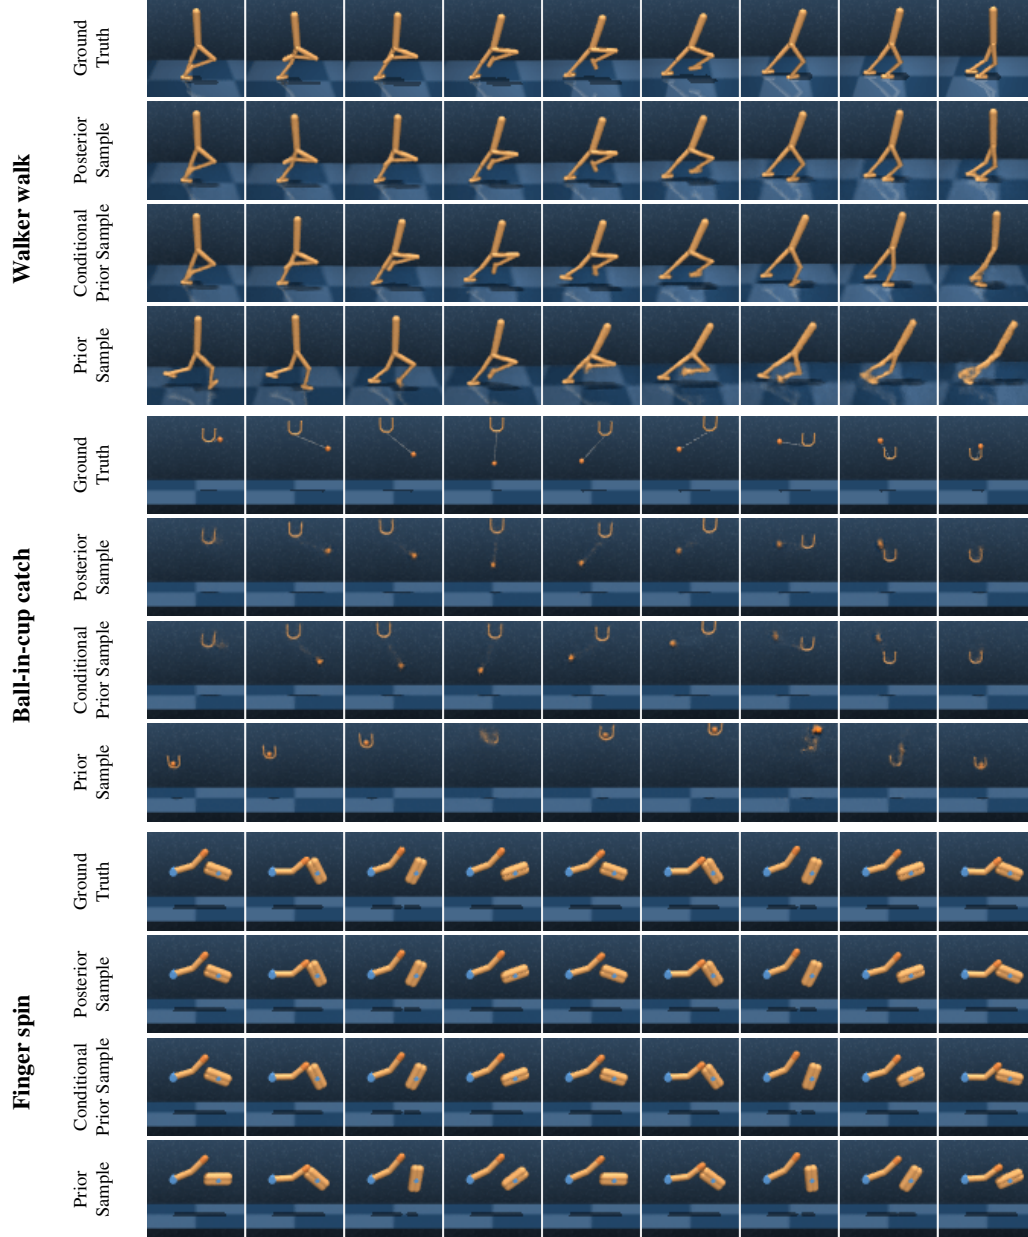 Walker walk
Ground
Truth
Posterior
Sample
Conditional
Prior Sample
Prior
Sample
Ball-in-cup catch
Ground
Truth
Posterior
Sample
Conditional
Prior Sample
Prior
Sample
Finger spin
Ground
Truth
Posterior
Sample
Conditional
Prior Sample
Prior
Sample